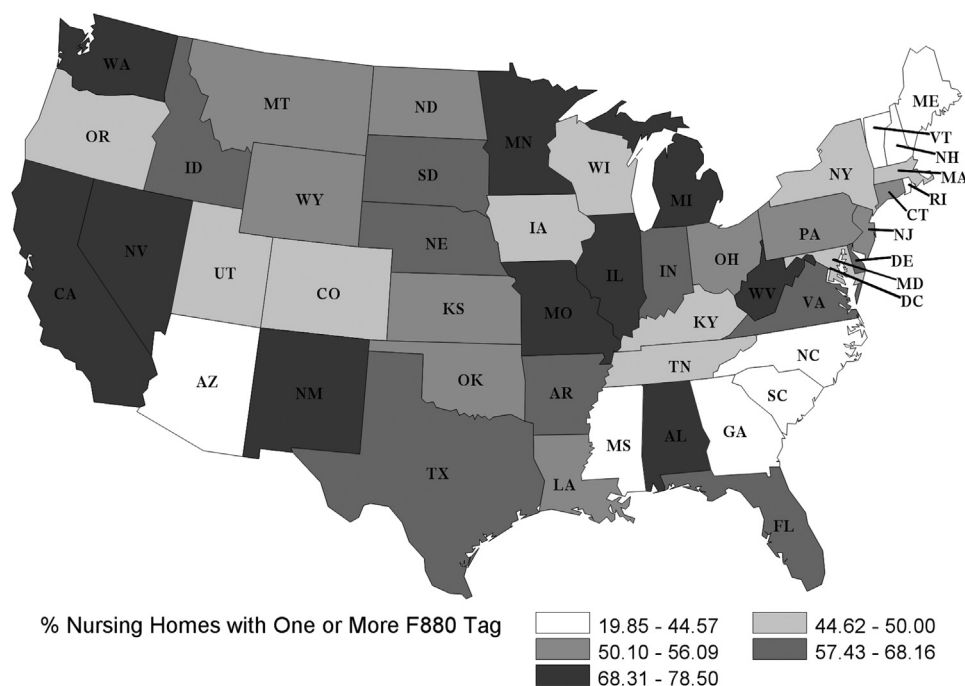 WA
ME
MT
ND
VT
MN
OR
NH
MA
ID
SD
WI
NY
RI
WY
MI
CT
IA
PA
NJ
NE
NV
OH
DE
IL
IN
UT
MD
CA
CO
WV
VA
DC
KS
MO
KY
NC
TN
AZ
OK
NM
AR
SC
MS
AL
GA
TX
LA
FL
% Nursing Homes with One or More F880 Tag
19.85 - 44.57
44.62 - 50.00
50.10 - 56.09
57.43 - 68.16
68.31 - 78.50